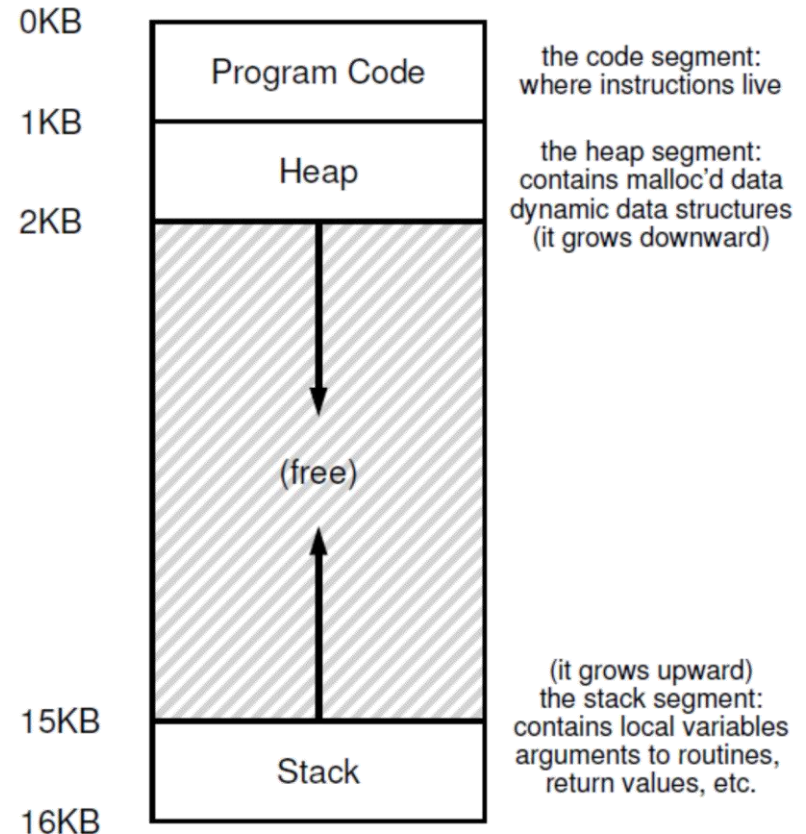 0KB
Program Code
the code segment:
where instructions live
1KB
Heap
the heap segment:
contains malloc'd data
dynamic data structures
(it grows downward)
2KB
(free)
(it grows upward)
the stack segment:
contains local variables
arguments to routines,
return values, etc.
15KB
Stack
16KB